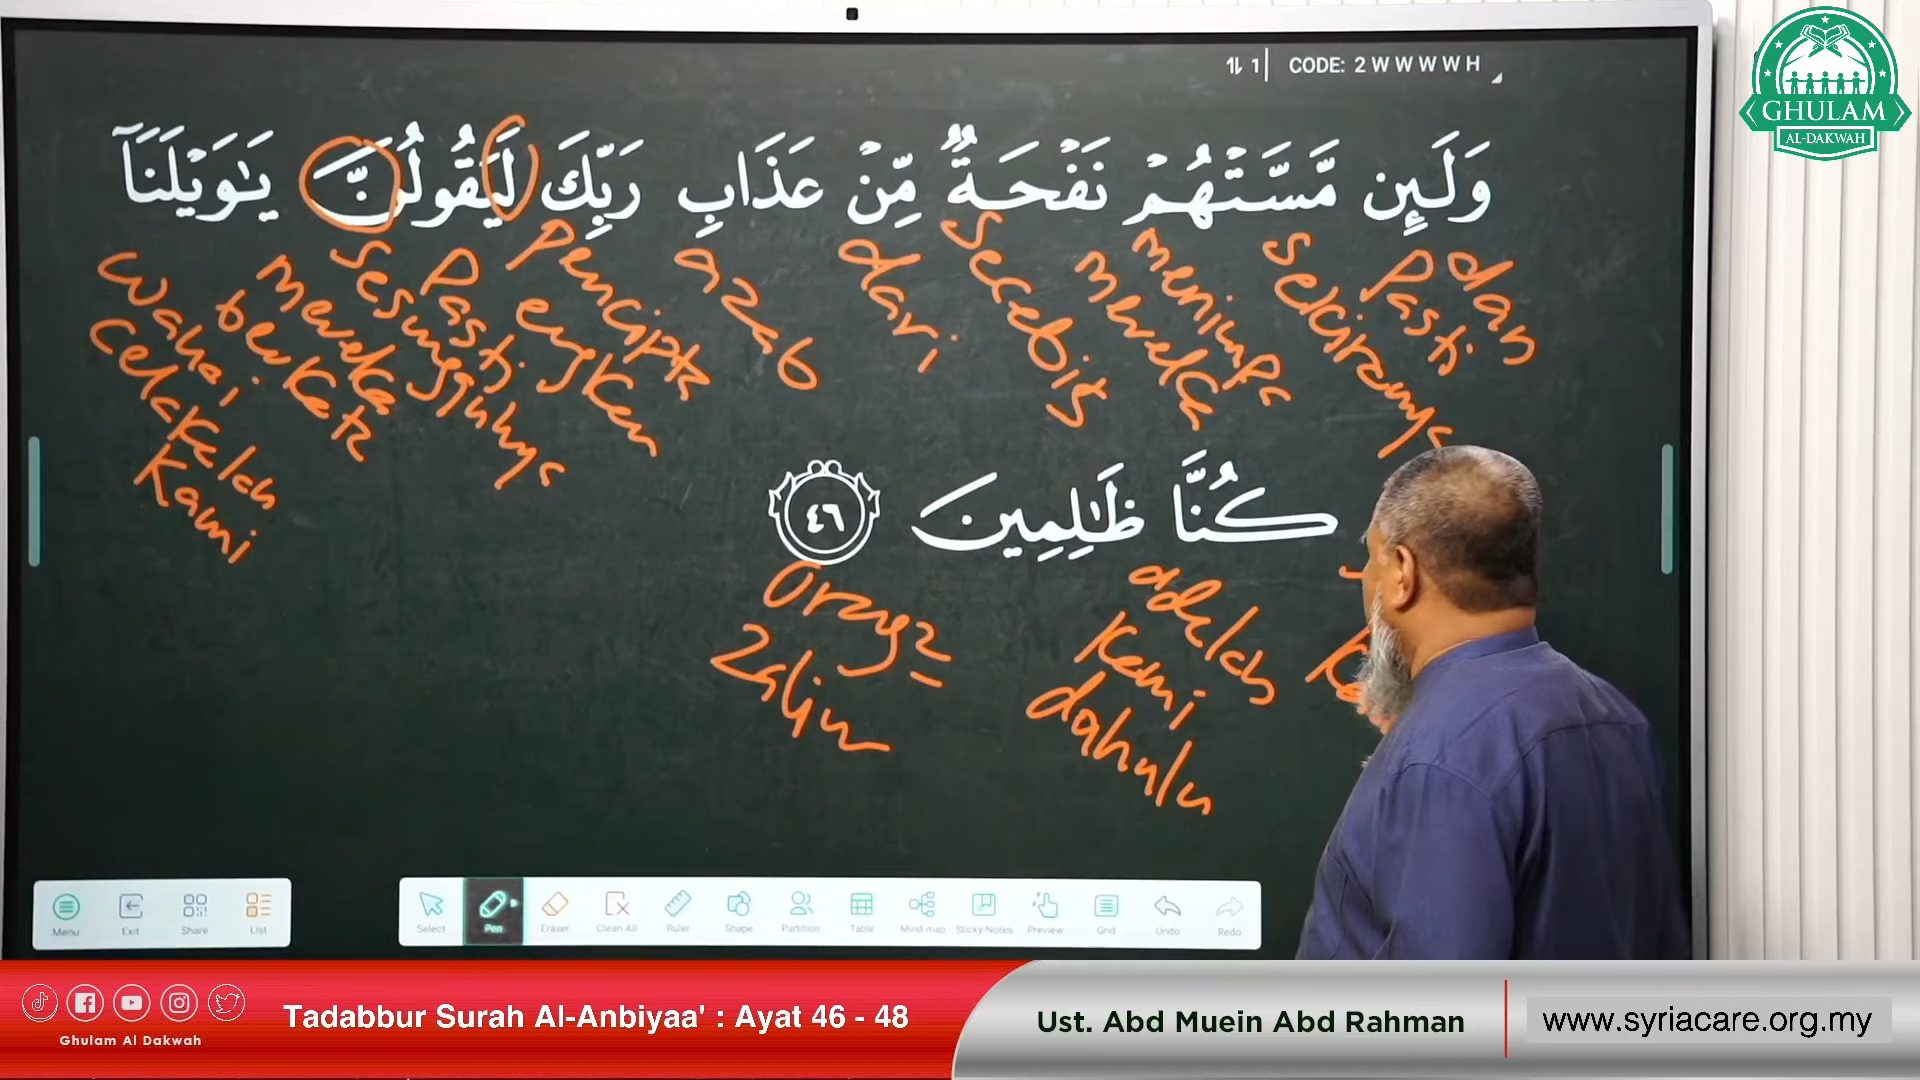 ⇅ 1 CODE: 2WWWWH
GHULAM
AL-DAKWAH
وَلَئِن مَّسَّتْهُمْ نَفْحَةٌ مِّنْ عَذَابِ رَبِّكَ لَيَقُولُنَّ يَٰوَيْلَنَآ
dan pasti
sekiranya
menimpa mereka
secebis
dari
azab
pencipta engkau
pasti sesungguhnya mereka berkata
wahai celakalah kami
كُنَّا ظَٰلِمِينَ ٤٦
adalah kami dahulu
orang2 zalim
Menu Exit Share List
Select Pen Eraser Clean All Ruler Shape Partition Table Mind map Sticky-Notes Preview Grid Undo Redo
Ghulam Al Dakwah
Tadabbur Surah Al-Anbiyaa' : Ayat 46 - 48
Ust. Abd Muein Abd Rahman
www.syriacare.org.my